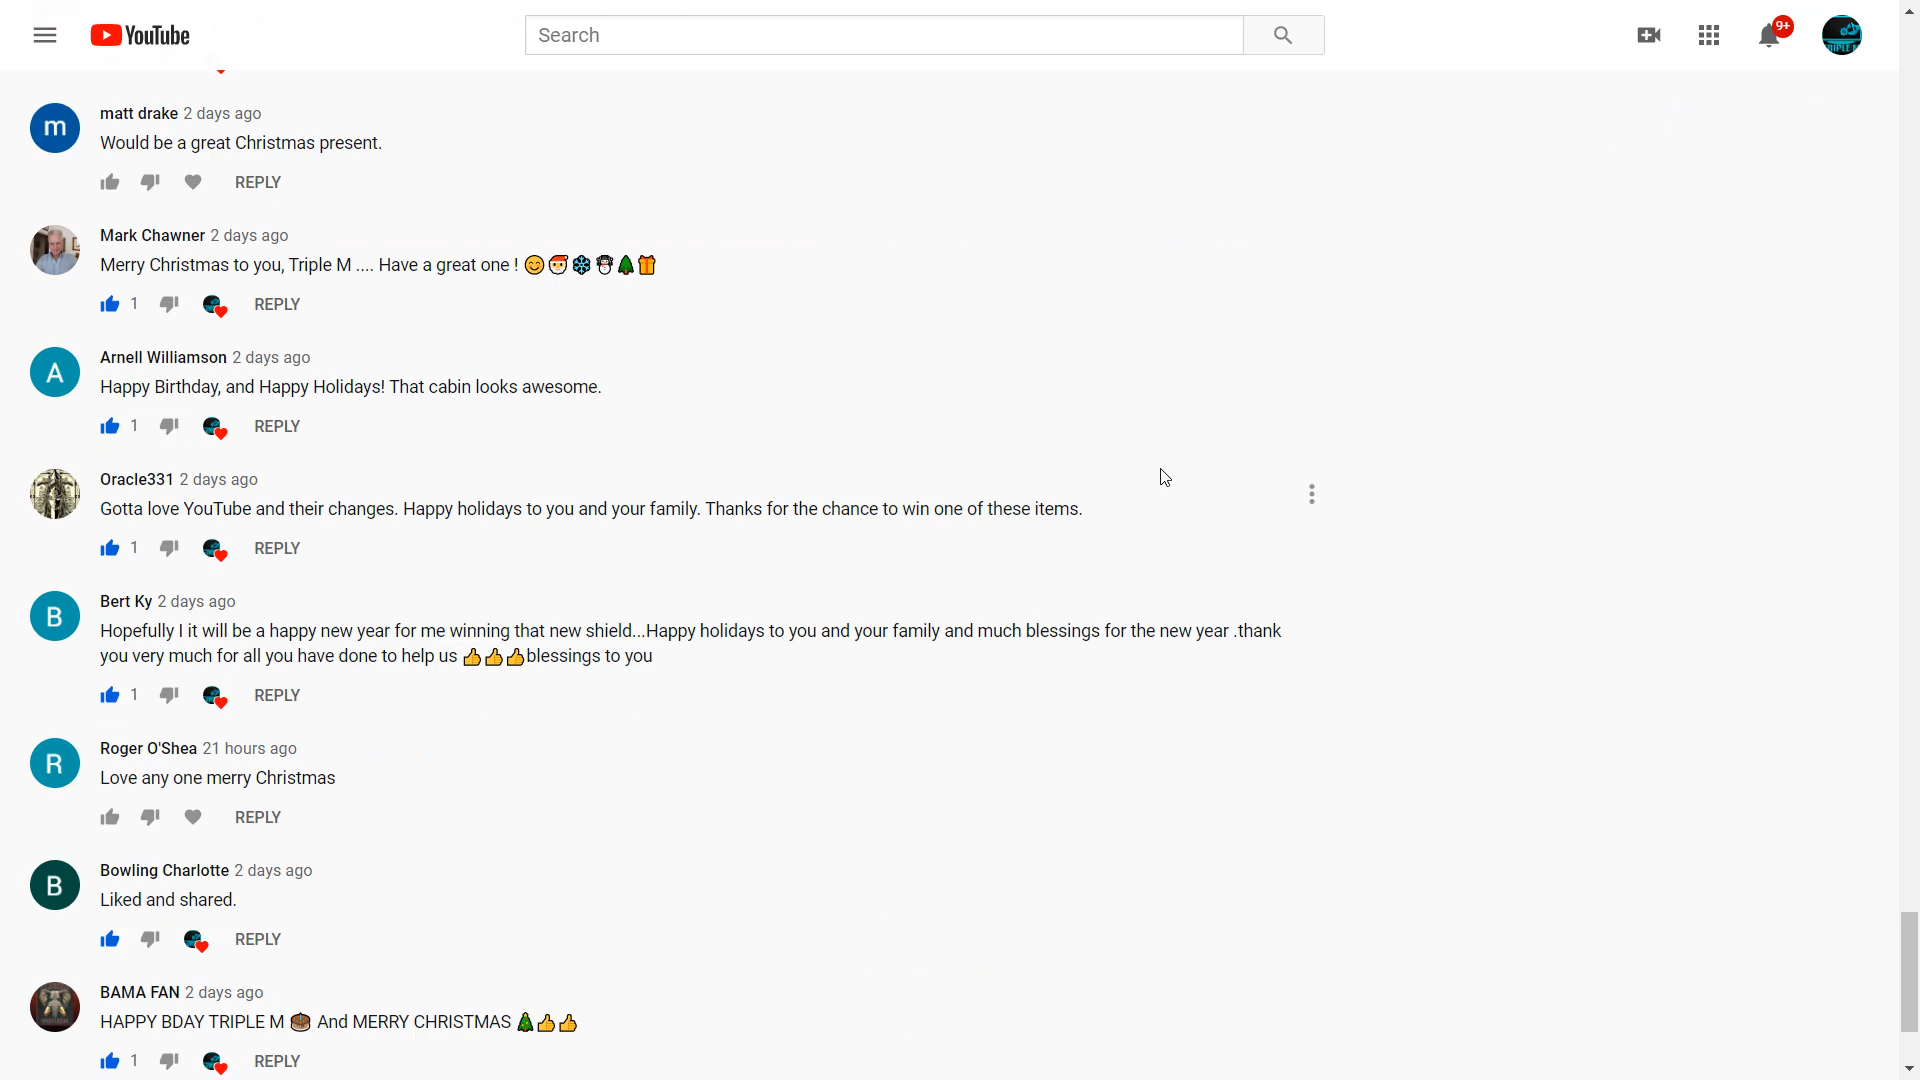 YouTube
Search
9+
TRIPLE M
matt drake 2 days ago
Would be a great Christmas present.
REPLY
Mark Chawner 2 days ago
Merry Christmas to you, Triple M .... Have a great one ! 😊🎅❄️☃️🌲🎁
1 REPLY
Arnell Williamson 2 days ago
Happy Birthday, and Happy Holidays! That cabin looks awesome.
1 REPLY
Oracle331 2 days ago
Gotta love YouTube and their changes. Happy holidays to you and your family. Thanks for the chance to win one of these items.
1 REPLY
B
Bert Ky 2 days ago
Hopefully I it will be a happy new year for me winning that new shield...Happy holidays to you and your family and much blessings for the new year .thank
you very much for all you have done to help us 👍👍👍blessings to you
1 REPLY
R
Roger O'Shea 21 hours ago
Love any one merry Christmas
REPLY
B
Bowling Charlotte 2 days ago
Liked and shared.
REPLY
BAMA FAN 2 days ago
HAPPY BDAY TRIPLE M 🎂 And MERRY CHRISTMAS 🎄👍👍
1 REPLY